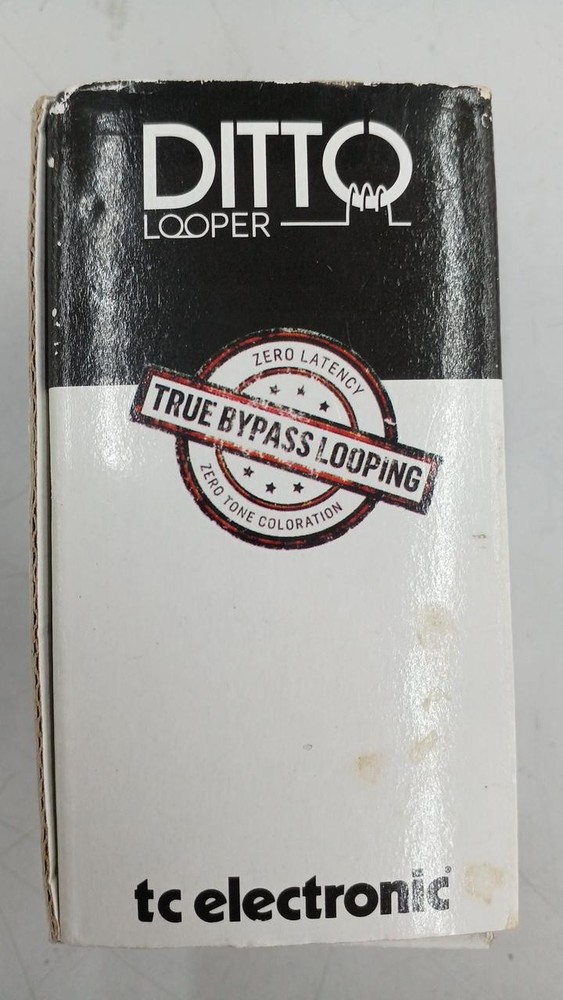 DITTO
LOOPER
ZERO LATENCY
TRUE BYPASS LOOPING
ZERO TONE COLORATION
tc electronic®